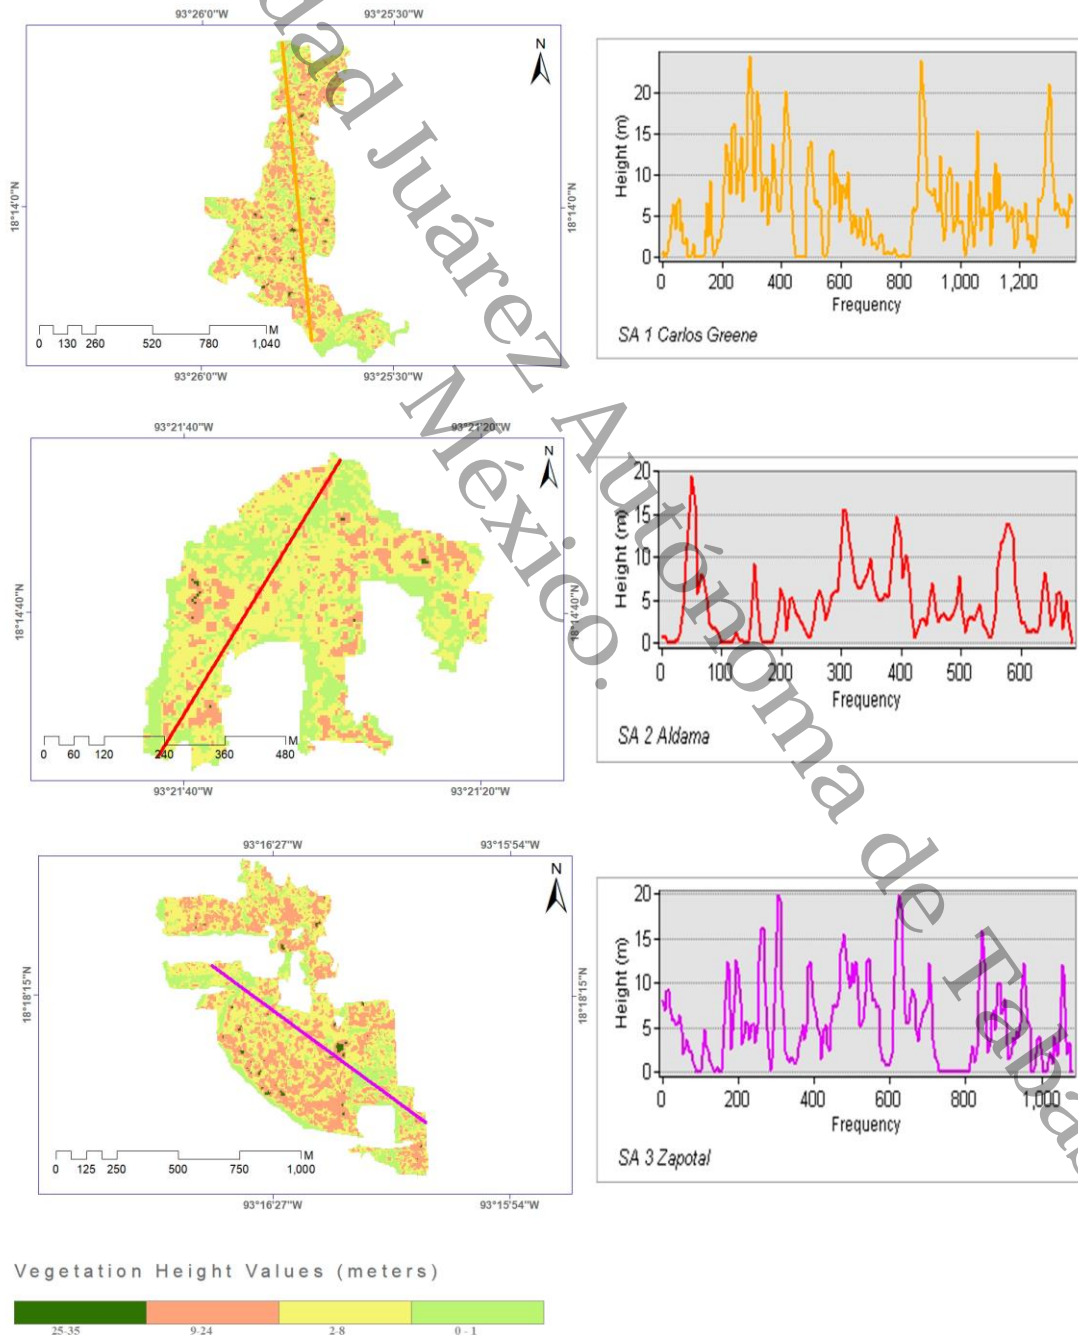 93°26'0"W 93°25'30"W
N
18°14'0"N 18°14'0"N
0 130 260 520 780 1,040 M
93°26'0"W 93°25'30"W
Height (m)
20
15
10
5
0
0 200 400 600 800 1,000 1,200
Frequency
SA 1 Carlos Greene
93°21'40"W 93°21'20"W
N
18°14'40"N 18°14'40"N
0 60 120 240 360 480 M
93°21'40"W 93°21'20"W
Height (m)
20
15
10
5
0
0 100 200 300 400 500 600
Frequency
SA 2 Aldama
93°16'27"W 93°15'54"W
N
18°18'15"N 18°18'15"N
0 125 250 500 750 1,000 M
93°16'27"W 93°15'54"W
Height (m)
20
15
10
5
0
0 200 400 600 800 1,000
Frequency
SA 3 Zapotal
Vegetation Height Values (meters)
25-35 9-24 2-8 0 - 1
dad Juárez Autónoma de Tabas
México.